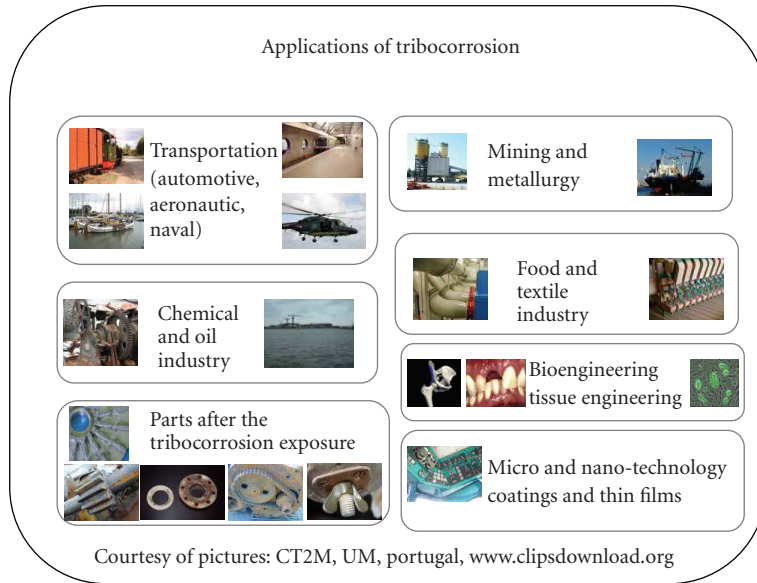 Applications of tribocorrosion
Transportation
(automotive,
aeronautic,
naval)
Mining and
metallurgy
Chemical
and oil
industry
Food and
textile
industry
Bioengineering
tissue engineering
Parts after the
tribocorrosion exposure
Micro and nano-technology
coatings and thin films
Courtesy of pictures: CT2M, UM, portugal, www.clipsdownload.org